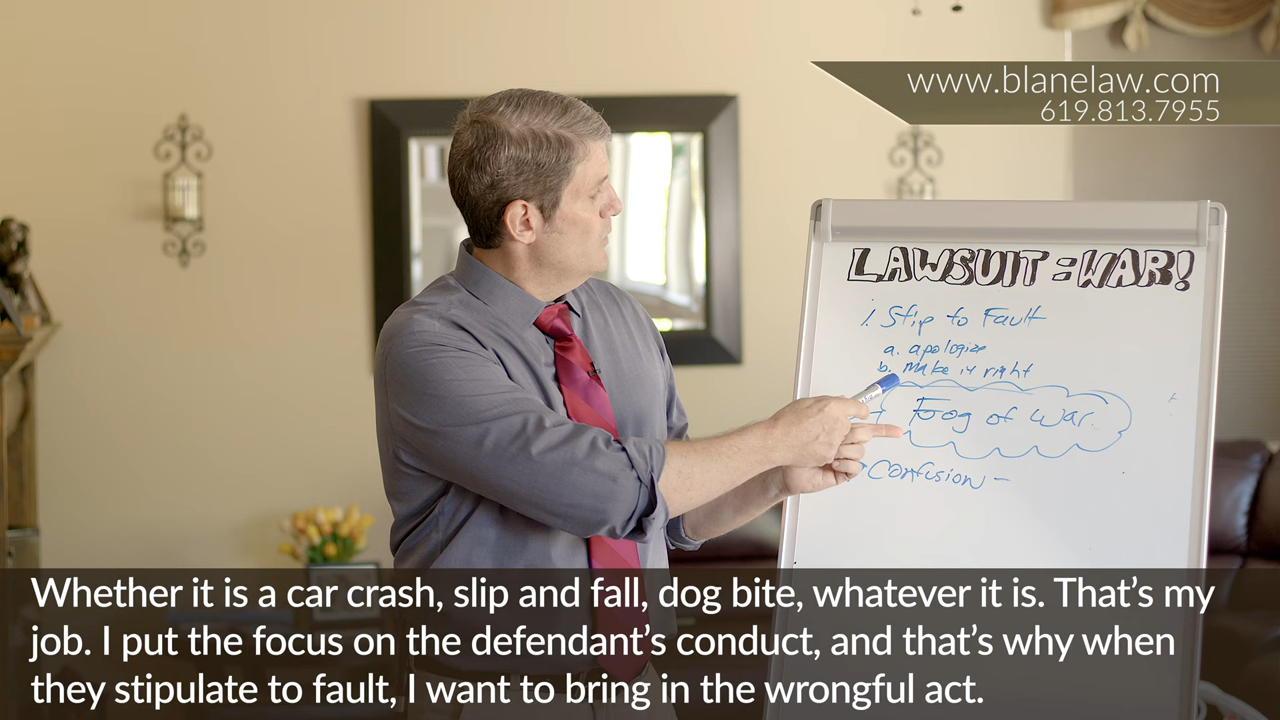 www.blanelaw.com
619.813.7955
LAWSUIT = WAR!
1. Stip to Fault
a. apologize
b. Make it right
Foog of War.
Confusion -
Whether it is a car crash, slip and fall, dog bite, whatever it is. That's my
job. I put the focus on the defendant's conduct, and that's why when
they stipulate to fault, I want to bring in the wrongful act.